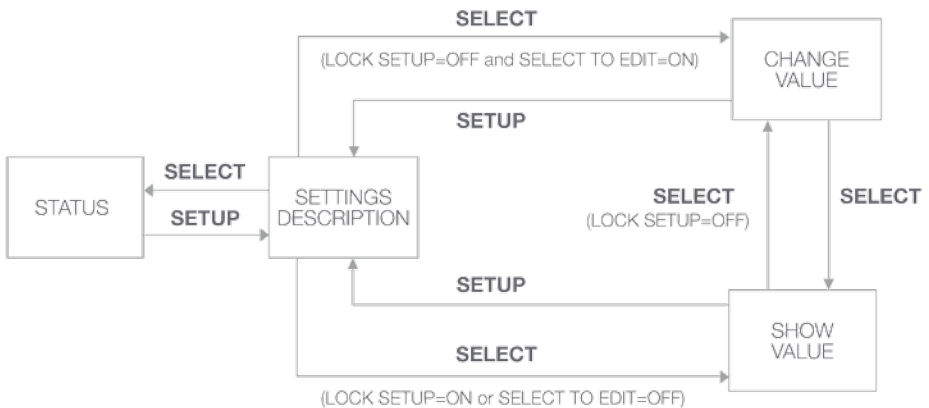 SELECT
(LOCK SETUP=OFF and SELECT TO EDIT=ON)
CHANGE
VALUE
SETUP
STATUS
SELECT
SETUP
SETTINGS
DESCRIPTION
SELECT
(LOCK SETUP=OFF)
SELECT
SETUP
SHOW
VALUE
SELECT
(LOCK SETUP=ON or SELECT TO EDIT=OFF)